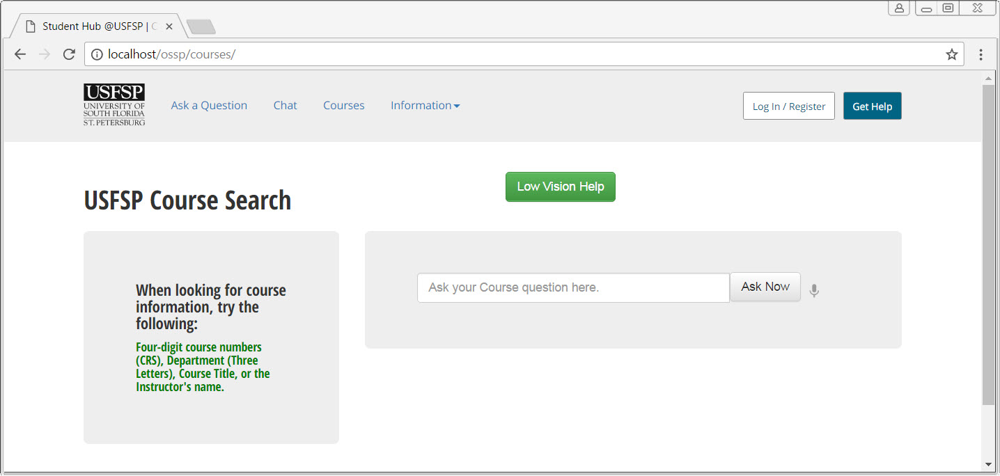 Student Hub @USFSP | C
localhost/ossp/courses/
USFSP
UNIVERSITY OF
SOUTH FLORIDA
ST. PETERSBURG
Ask a Question Chat Courses Information
Log In / Register Get Help
Low Vision Help
USFSP Course Search
When looking for course
information, try the
following:
Four-digit course numbers
(CRS), Department (Three
Letters), Course Title, or the
Instructor's name.
Ask your Course question here. Ask Now